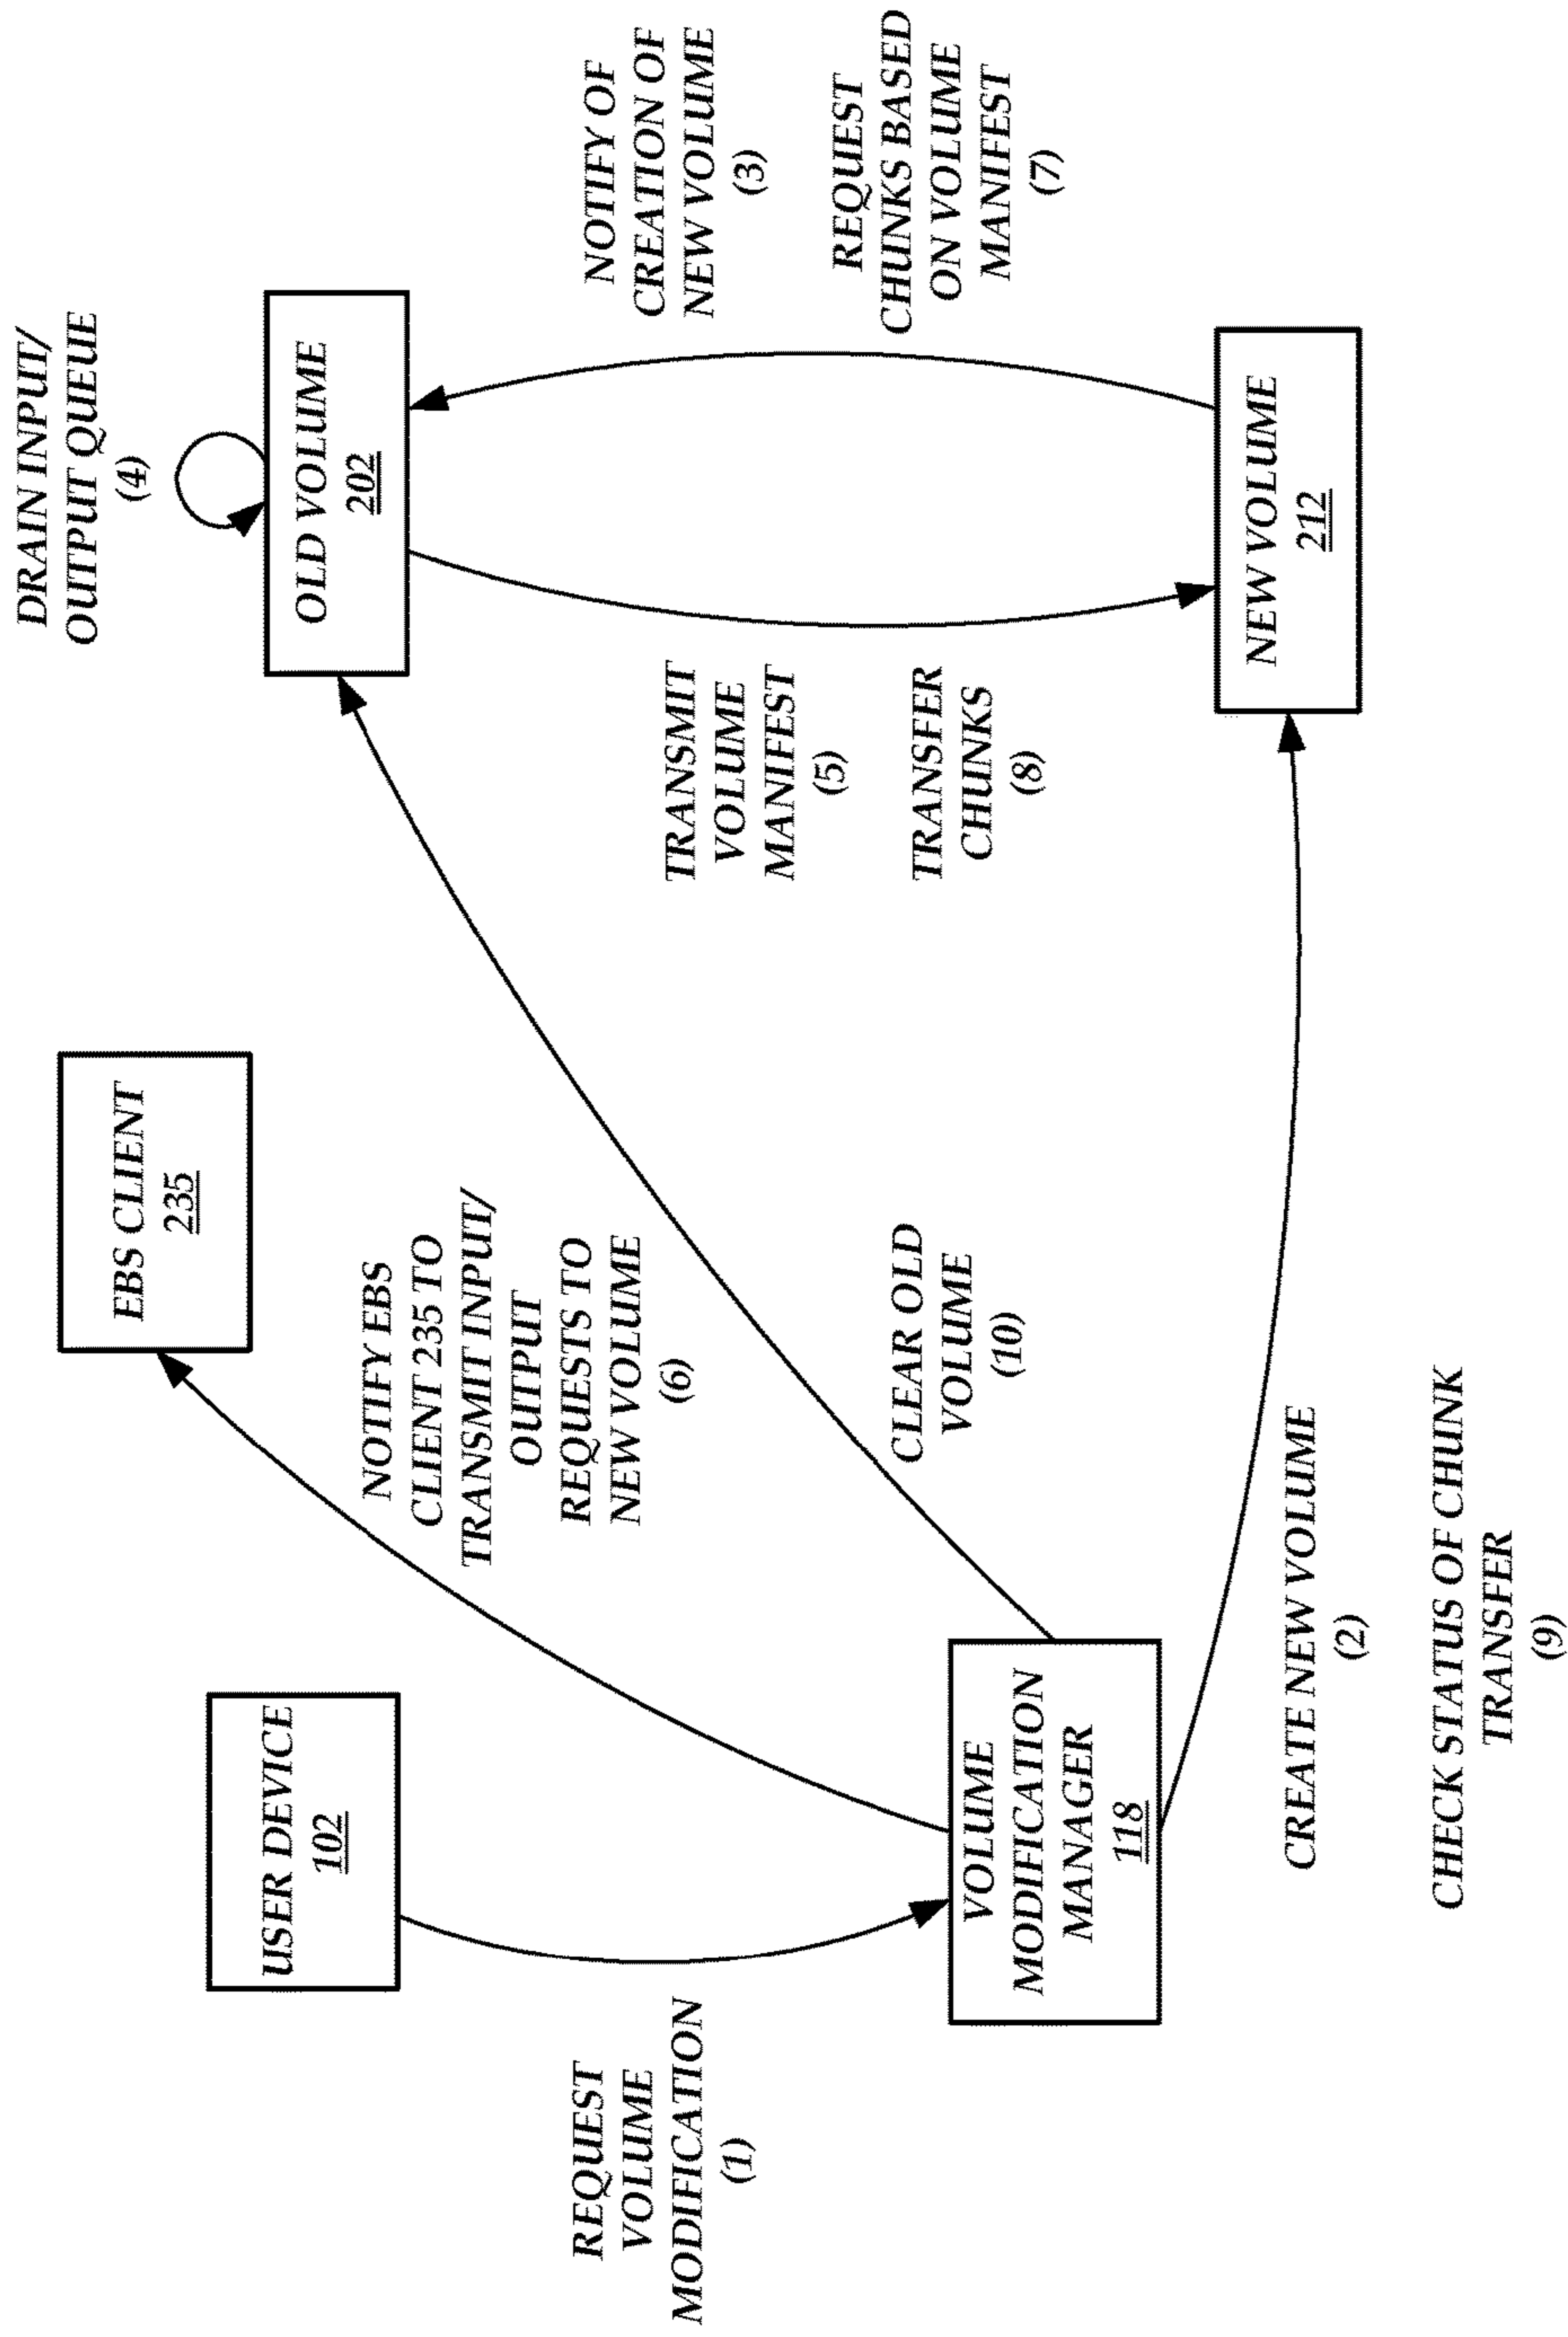 DRAIN INPUT/
OUTPUT QUEUE
(4)
EBS CLIENT
235
USER DEVICE
102
OLD VOLUME
202
NOTIFY EBS
CLIENT 235 TO
TRANSMIT INPUT/
OUTPUT
REQUESTS TO
NEW VOLUME
(6)
REQUEST
VOLUME
MODIFICATION
(1)
TRANSMIT
VOLUME
MANIFEST
(5)
TRANSFER
CHUNKS
(8)
NOTIFY OF
CREATION OF
NEW VOLUME
(3)
REQUEST
CHUNKS BASED
ON VOLUME
MANIFEST
(7)
CLEAR OLD
VOLUME
(10)
VOLUME
MODIFICATION
MANAGER
118
NEW VOLUME
212
CREATE NEW VOLUME
(2)
CHECK STATUS OF CHUNK
TRANSFER
(9)